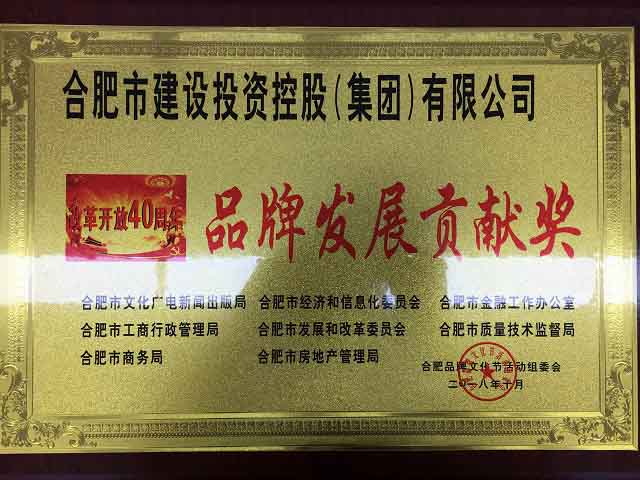 合肥市建设投资控股(集团)有限公司
改革开放40周年
品牌发展贡献奖
合肥市文化广电新闻出版局 合肥市经济和信息化委员会 合肥市金融工作办公室
合肥市工商行政管理局 合肥市发展和改革委员会 合肥市质量技术监督局
合肥市商务局 合肥市房地产管理局
合肥品牌文化节活动组委会
二〇一八年十月